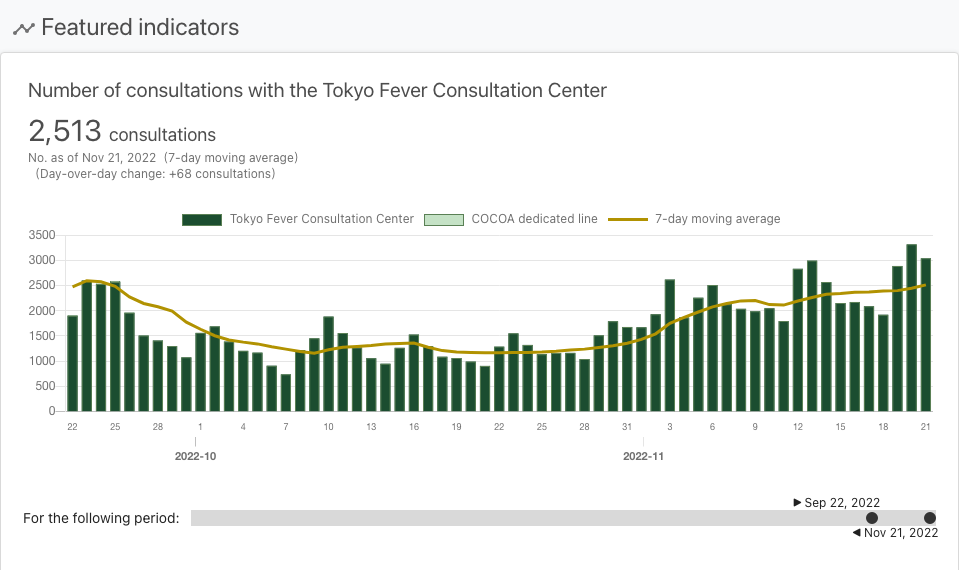 Featured indicators
Number of consultations with the Tokyo Fever Consultation Center
2,513 consultations
No. as of Nov 21, 2022 (7-day moving average)
(Day-over-day change: +68 consultations)
Tokyo Fever Consultation Center COCOA dedicated line 7-day moving average
3500
3000
2500
2000
1500
1000
500
0
22 25 28 1 4 7 10 13 16 19 22 25 28 31 3 6 9 12 15 18 21
2022-10 2022-11
Sep 22, 2022
For the following period:
Nov 21, 2022